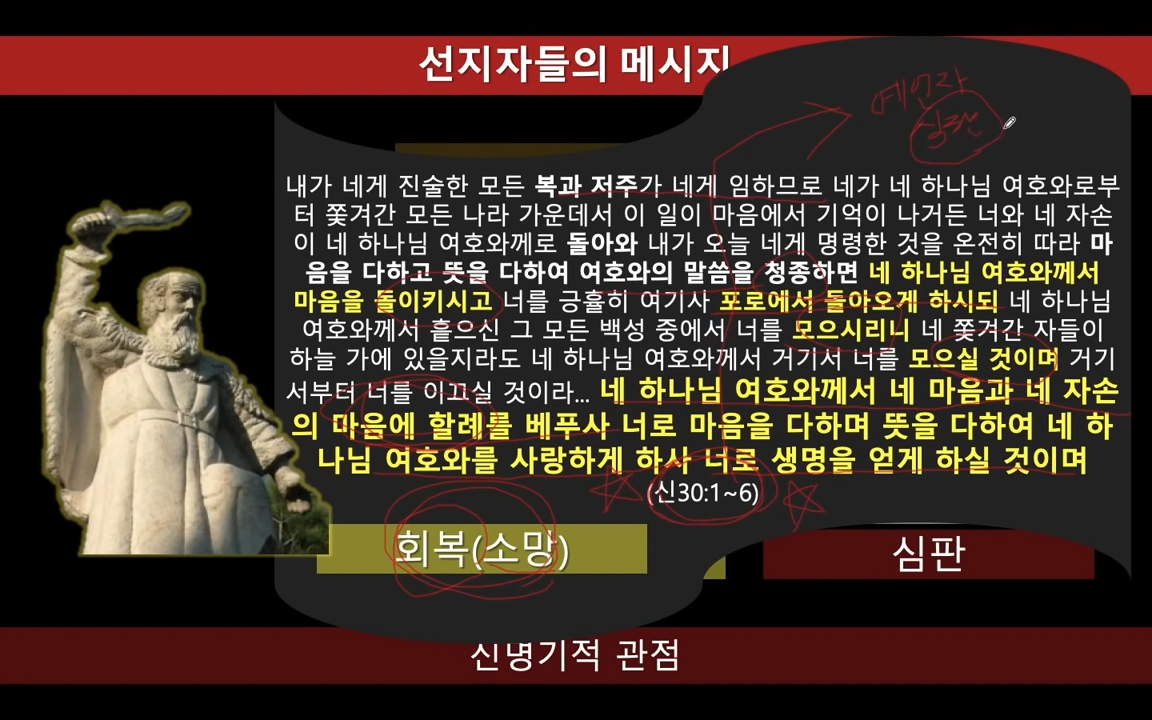 선지자들의 메시지
예언자
심판
내가 네게 진술한 모든 복과 저주가 네게 임하므로 네가 네 하나님 여호와로부
터 쫓겨간 모든 나라 가운데서 이 일이 마음에서 기억이 나거든 너와 네 자손
이 네 하나님 여호와께로 돌아와 내가 오늘 네게 명령한 것을 온전히 따라 마
음을 다하고 뜻을 다하여 여호와의 말씀을 청종하면 네 하나님 여호와께서
마음을 돌이키시고 너를 긍휼히 여기사 포로에서 돌아오게 하시되 네 하나님
여호와께서 흩으신 그 모든 백성 중에서 너를 모으시리니 네 쫓겨간 자들이
하늘 가에 있을지라도 네 하나님 여호와께서 거기서 너를 모으실 것이며 거기
서부터 너를 이끄실 것이라... 네 하나님 여호와께서 네 마음과 네 자손
의 마음에 할례를 베푸사 너로 마음을 다하며 뜻을 다하여 네 하
나님 여호와를 사랑하게 하사 너로 생명을 얻게 하실 것이며
(신30:1~6)
회복(소망)
심판
신명기적 관점